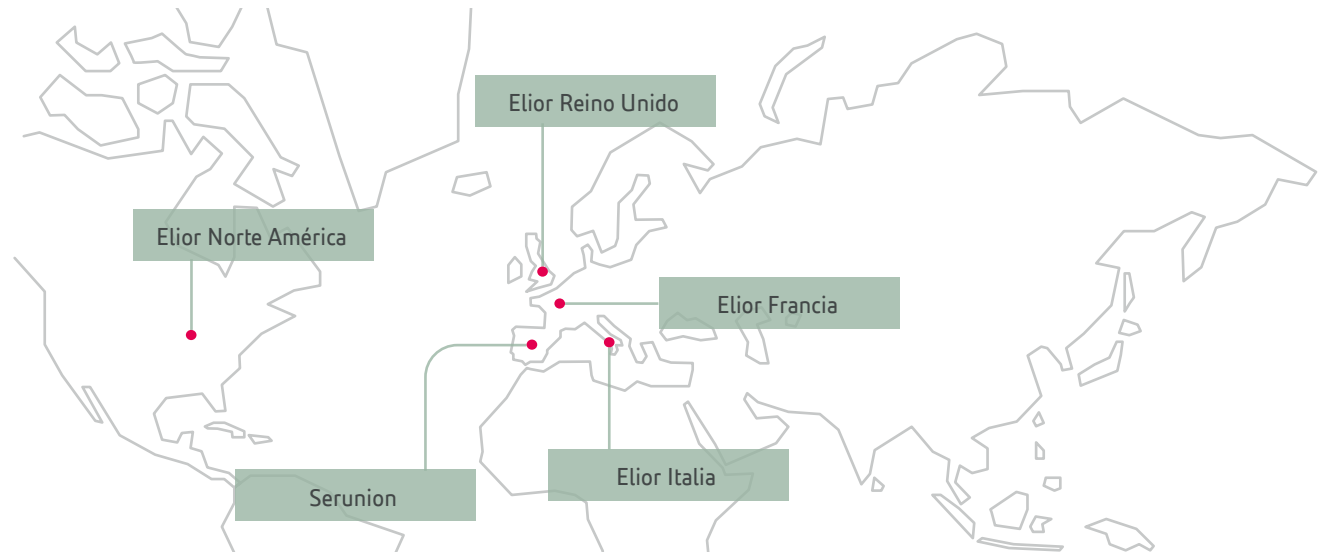 Elior Reino Unido
Elior Norte América
Elior Francia
Elior Italia
Serunion